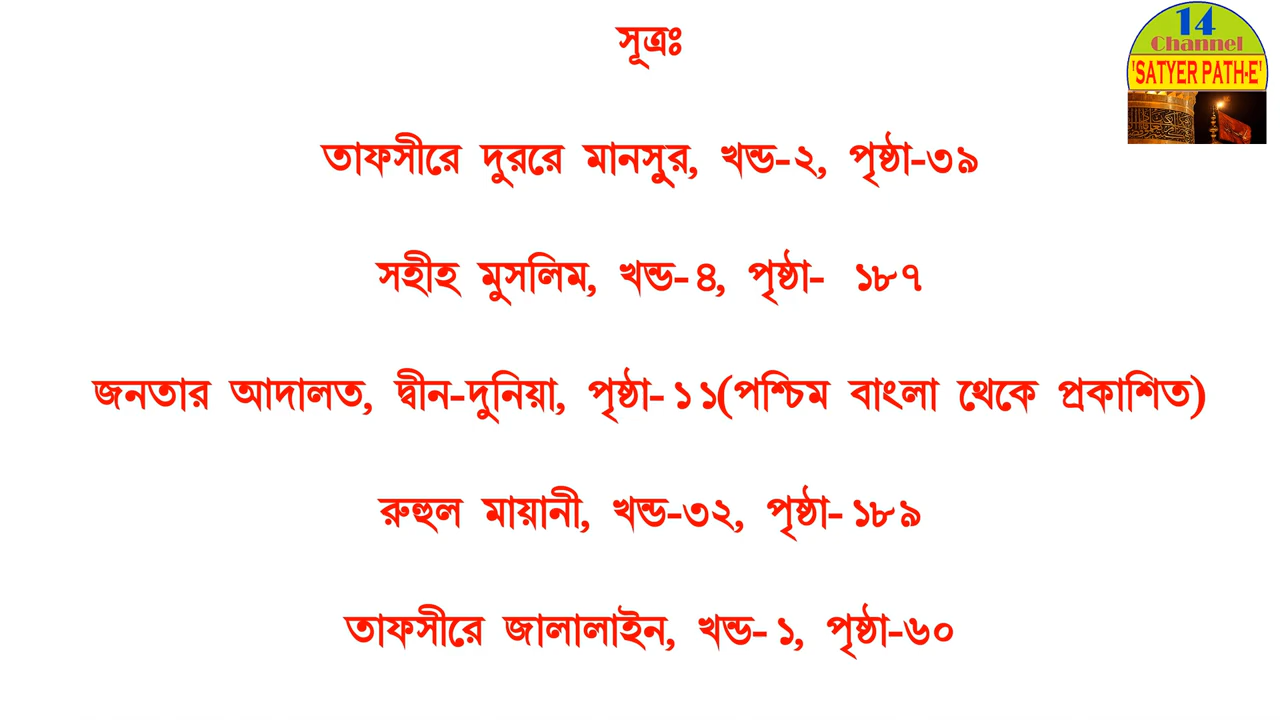 সূত্রঃ
14
Channel
'SATYER PATH-E'
তাফসীরে দুররে মানসুর, খন্ড-২, পৃষ্ঠা-৩৯
সহীহ মুসলিম, খন্ড-৪, পৃষ্ঠা- ১৮৭
জনতার আদালত, দ্বীন-দুনিয়া, পৃষ্ঠা-১১(পশ্চিম বাংলা থেকে প্রকাশিত)
রুহুল মায়ানী, খন্ড-৩২, পৃষ্ঠা-১৮৯
তাফসীরে জালালাইন, খন্ড-১, পৃষ্ঠা-৬০